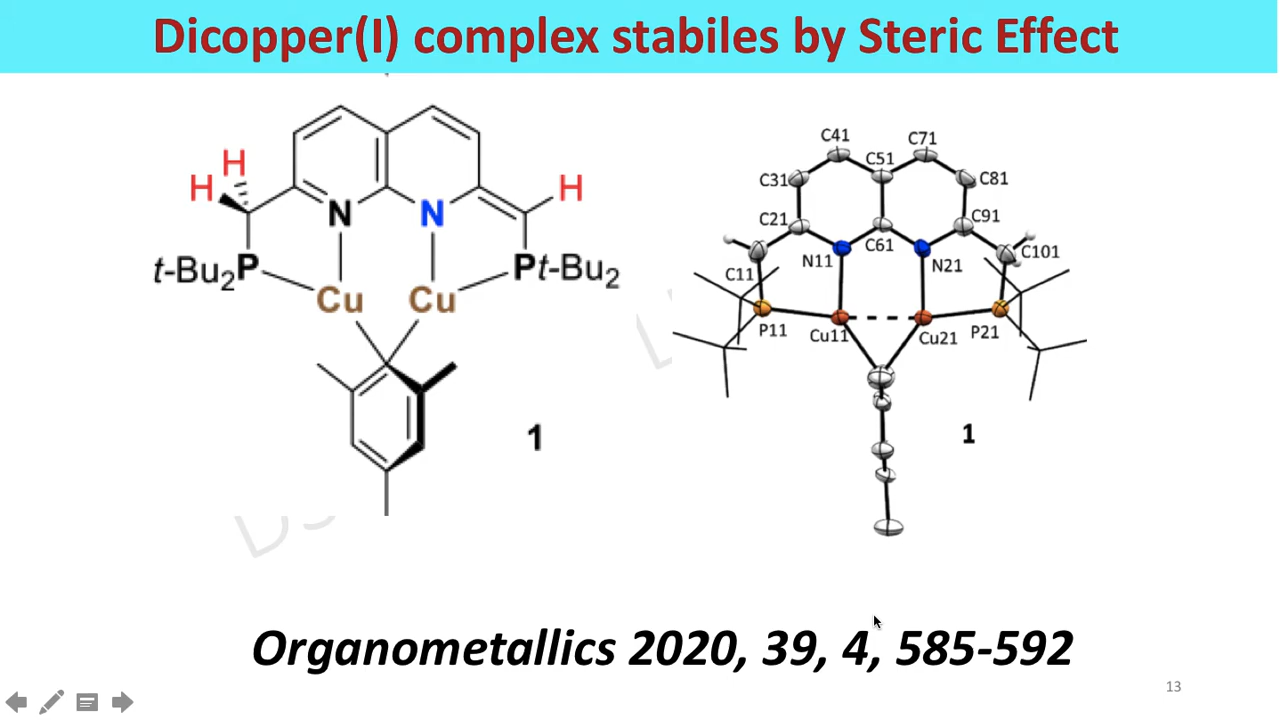 Dicopper(I) complex stabiles by Steric Effect
H
H
H
N
N
t-Bu2P
Pt-Bu2
Cu
Cu
1
C41
C71
C51
C31
C81
C21
C91
C61
N11
N21
C11
C101
P11
Cu11
Cu21
P21
1
Organometallics 2020, 39, 4, 585-592
13